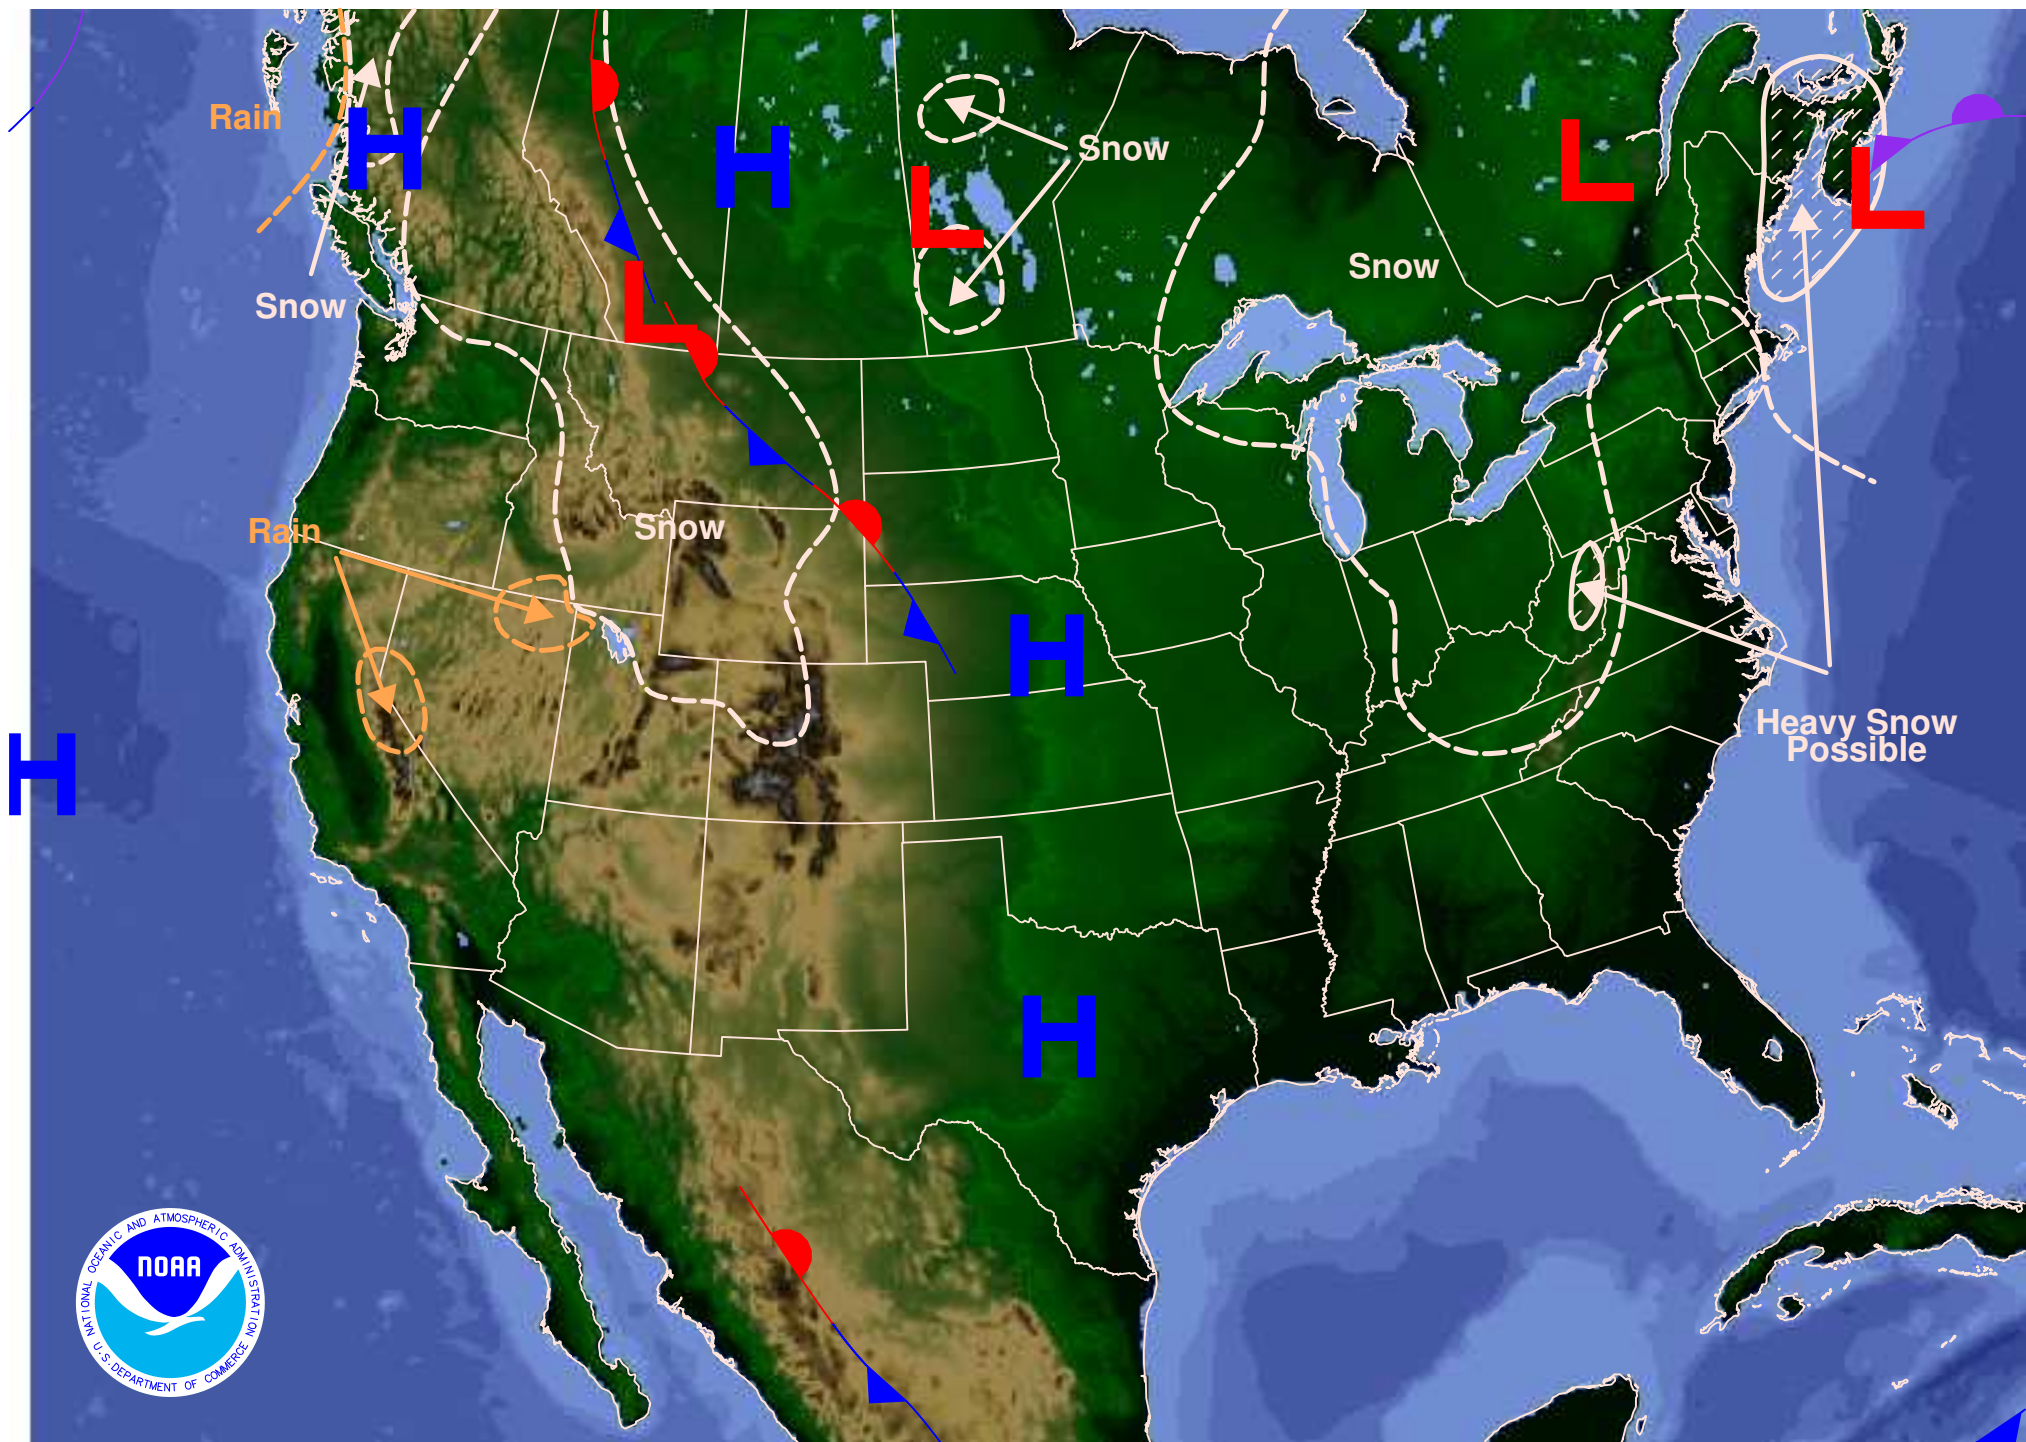 Rain
H
H
Snow
L
L
L
Snow
Snow
L
Rain
Snow
H
Heavy Snow
Possible
H
H
NATIONAL OCEANIC AND ATMOSPHERIC ADMINISTRATION
NOAA
U.S. DEPARTMENT OF COMMERCE